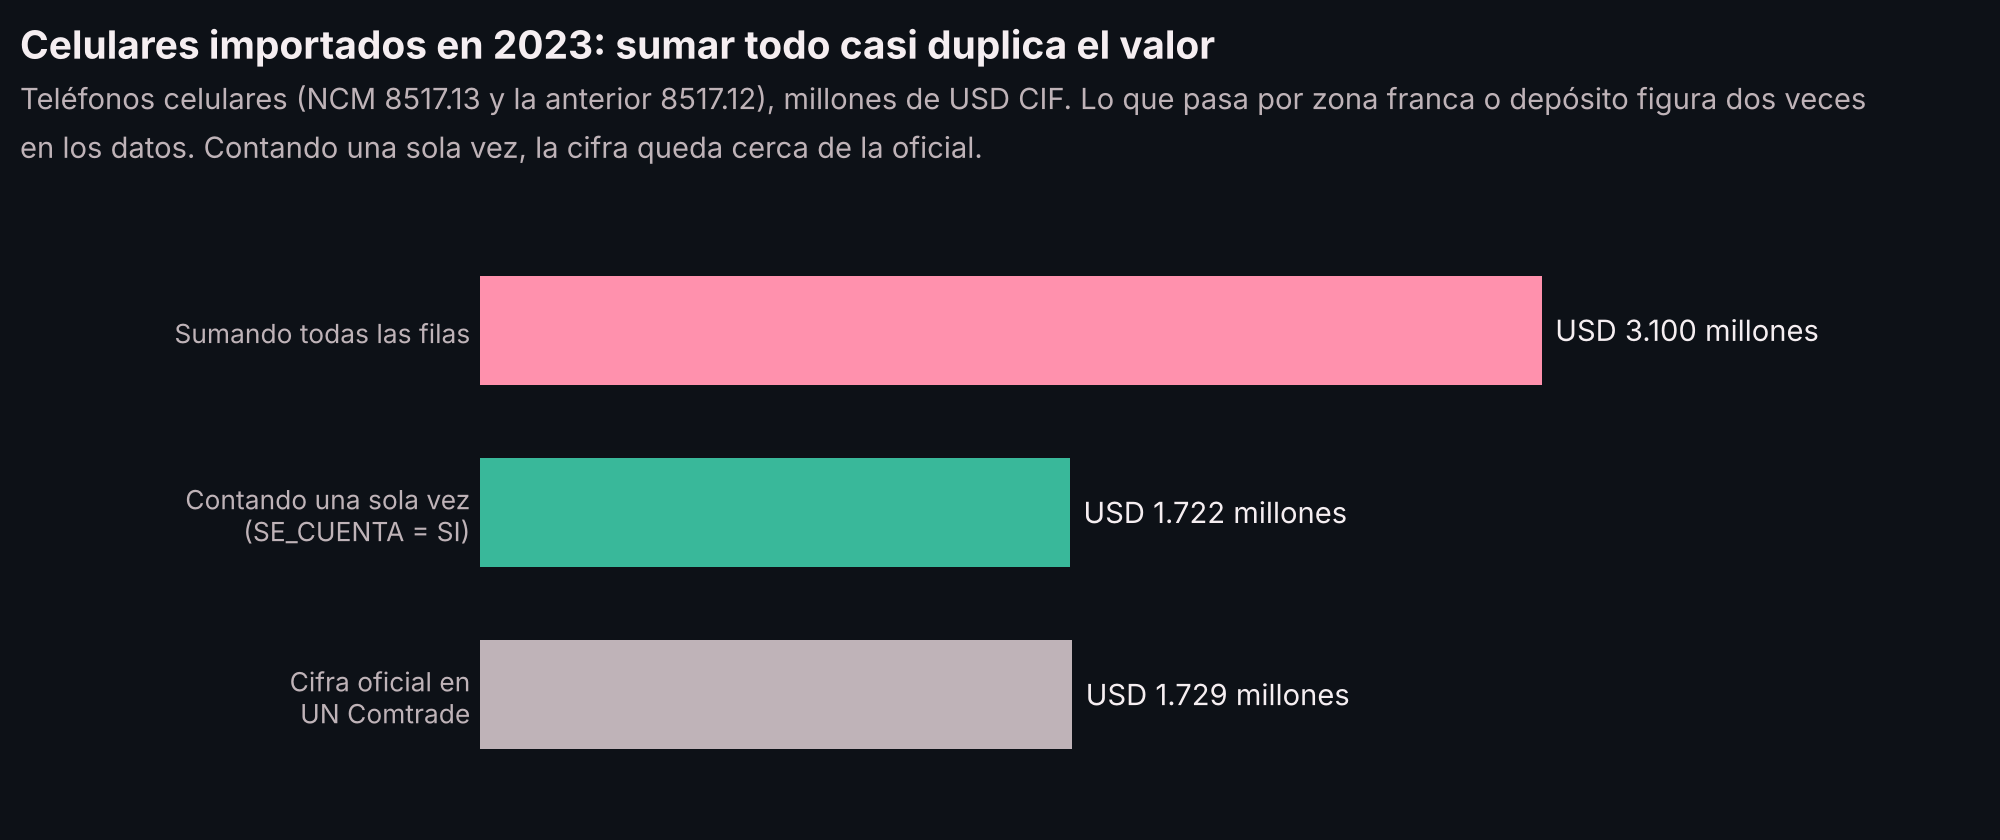 Celulares importados en 2023: sumar todo casi duplica el valor
Teléfonos celulares (NCM 8517.13 y la anterior 8517.12), millones de USD CIF. Lo que pasa por zona franca o depósito figura dos veces
en los datos. Contando una sola vez, la cifra queda cerca de la oficial.
Sumando todas las filas
USD 3.100 millones
Contando una sola vez
(SE_CUENTA = SI)
USD 1.722 millones
Cifra oficial en
UN Comtrade
USD 1.729 millones